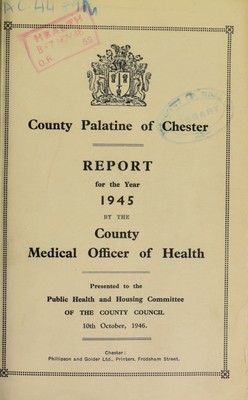 County Palatine of Chester
REPORT
for the Year
1945
BY THE
County
Medical Officer of Health
Presented to the
Public Health and Housing Committee
OF THE COUNTY COUNCIL
10th October, 1946.
Chester:
Phillipson and Golder Ltd., Printers, Frodsham Street.